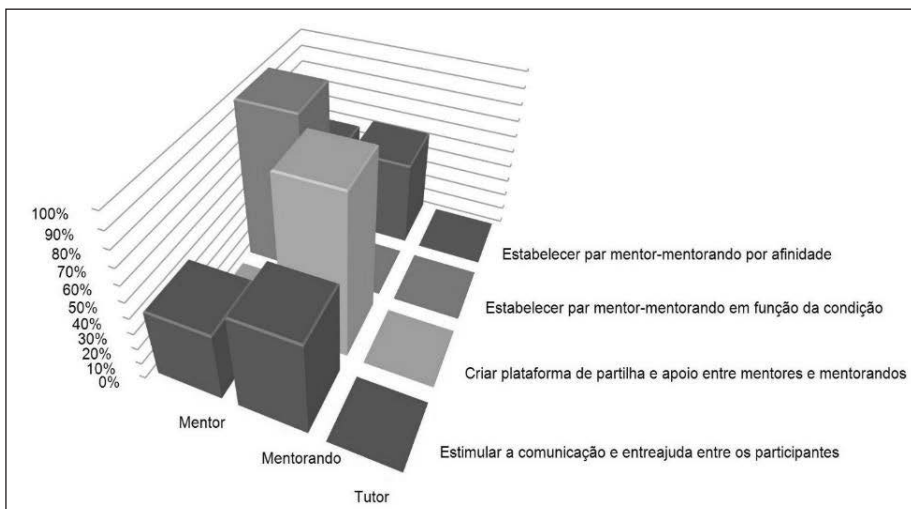 100%
90%
80%
70%
60%
50%
40%
30%
20%
10%
0%
Mentor
Mentorando
Tutor
Estabelecer par mentor-mentorando por afinidade
Estabelecer par mentor-mentorando em função da condição
Criar plataforma de partilha e apoio entre mentores e mentorandos
Estimular a comunicação e entreajuda entre os participantes